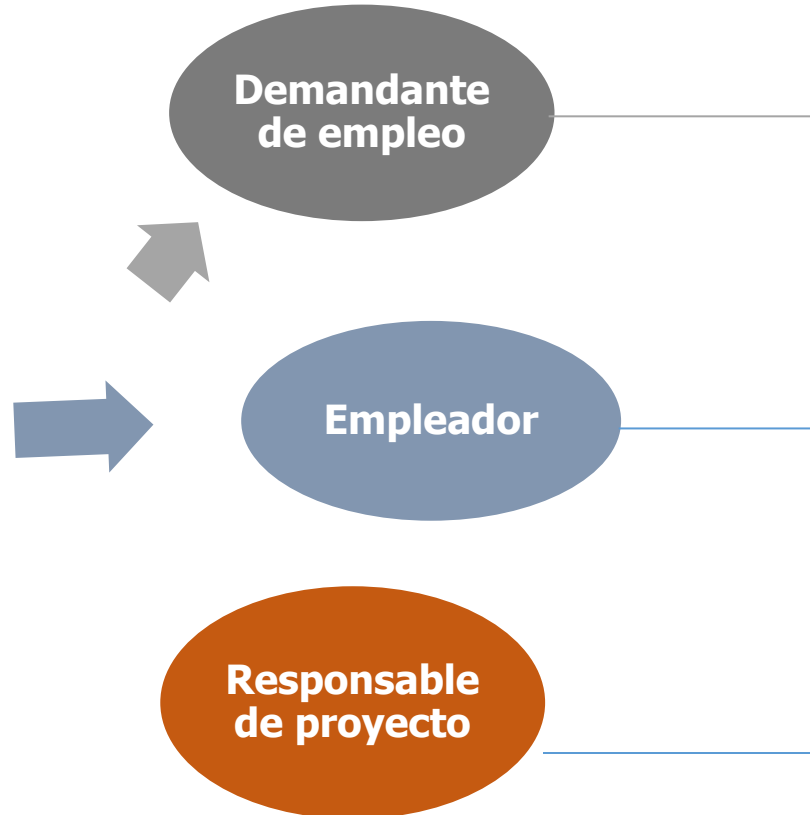 Demandante
de empleo
Empleador
Responsable
de proyecto